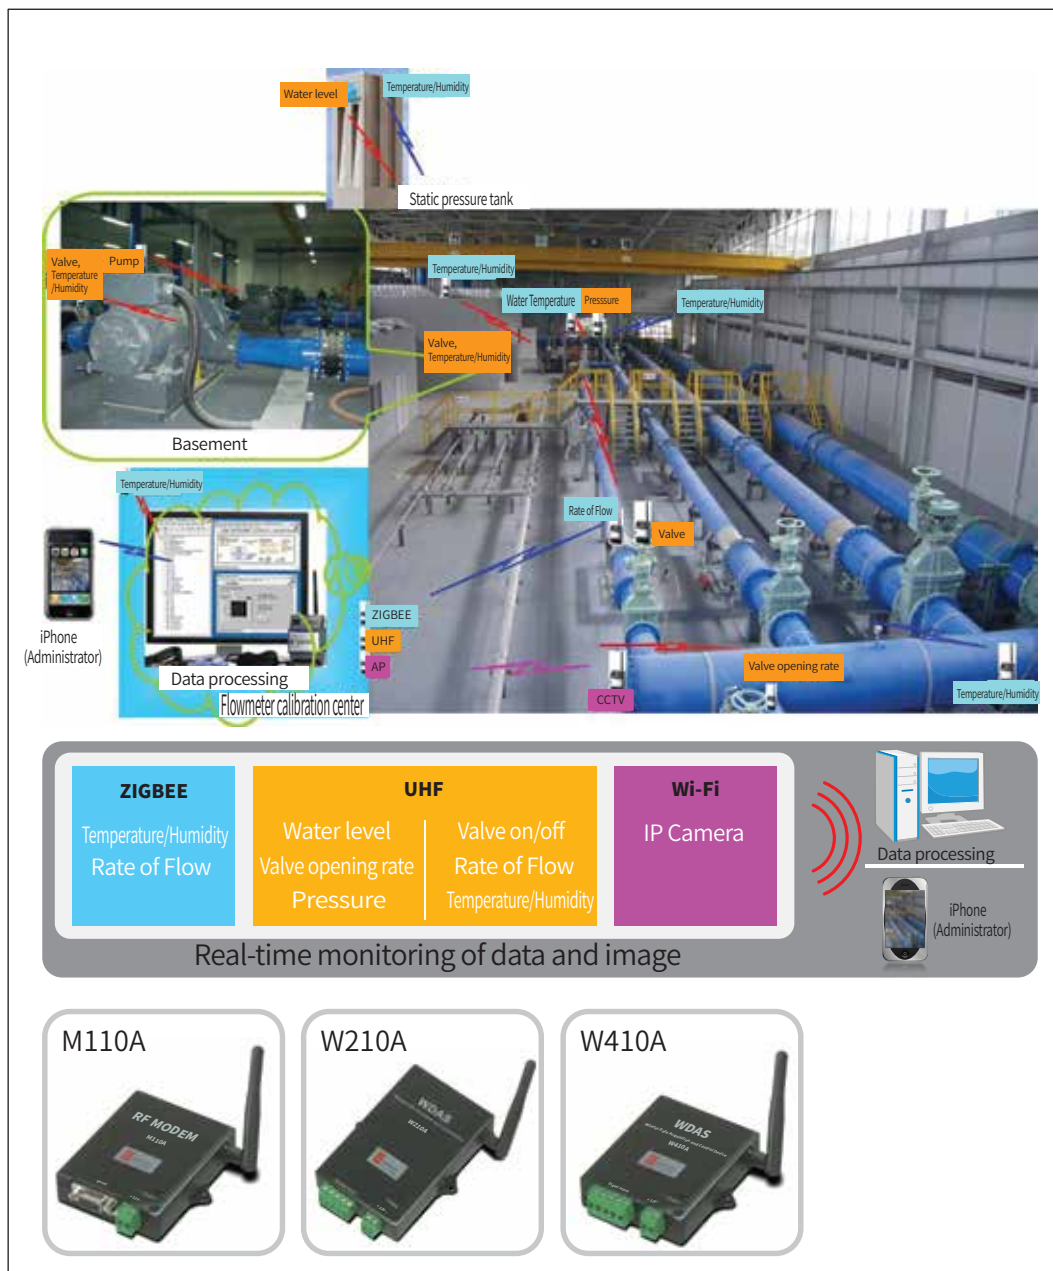 Water level
Temperature/Humidity
Static pressure tank
Valve,
Temperature
/Humidity
Pump
Basement
Temperature/Humidity
Water Temperature
Presssure
Temperature/Humidity
Valve,
Temperature/Humidity
Temperature/Humidity
Rate of Flow
Valve
iPhone
(Administrator)
ZIGBEE
UHF
AP
Data processing
Flowmeter calibration center
Valve opening rate
CCTV
Temperature/Humidity
ZIGBEE
Temperature/Humidity
Rate of Flow
UHF
Water level
Valve opening rate
Pressure
Valve on/off
Rate of Flow
Temperature/Humidity
Wi-Fi
IP Camera
Data processing
iPhone
(Administrator)
Real-time monitoring of data and image
M110A
RF MODEM
M110A
W210A
WDAS
W210A
W410A
WDAS
W410A